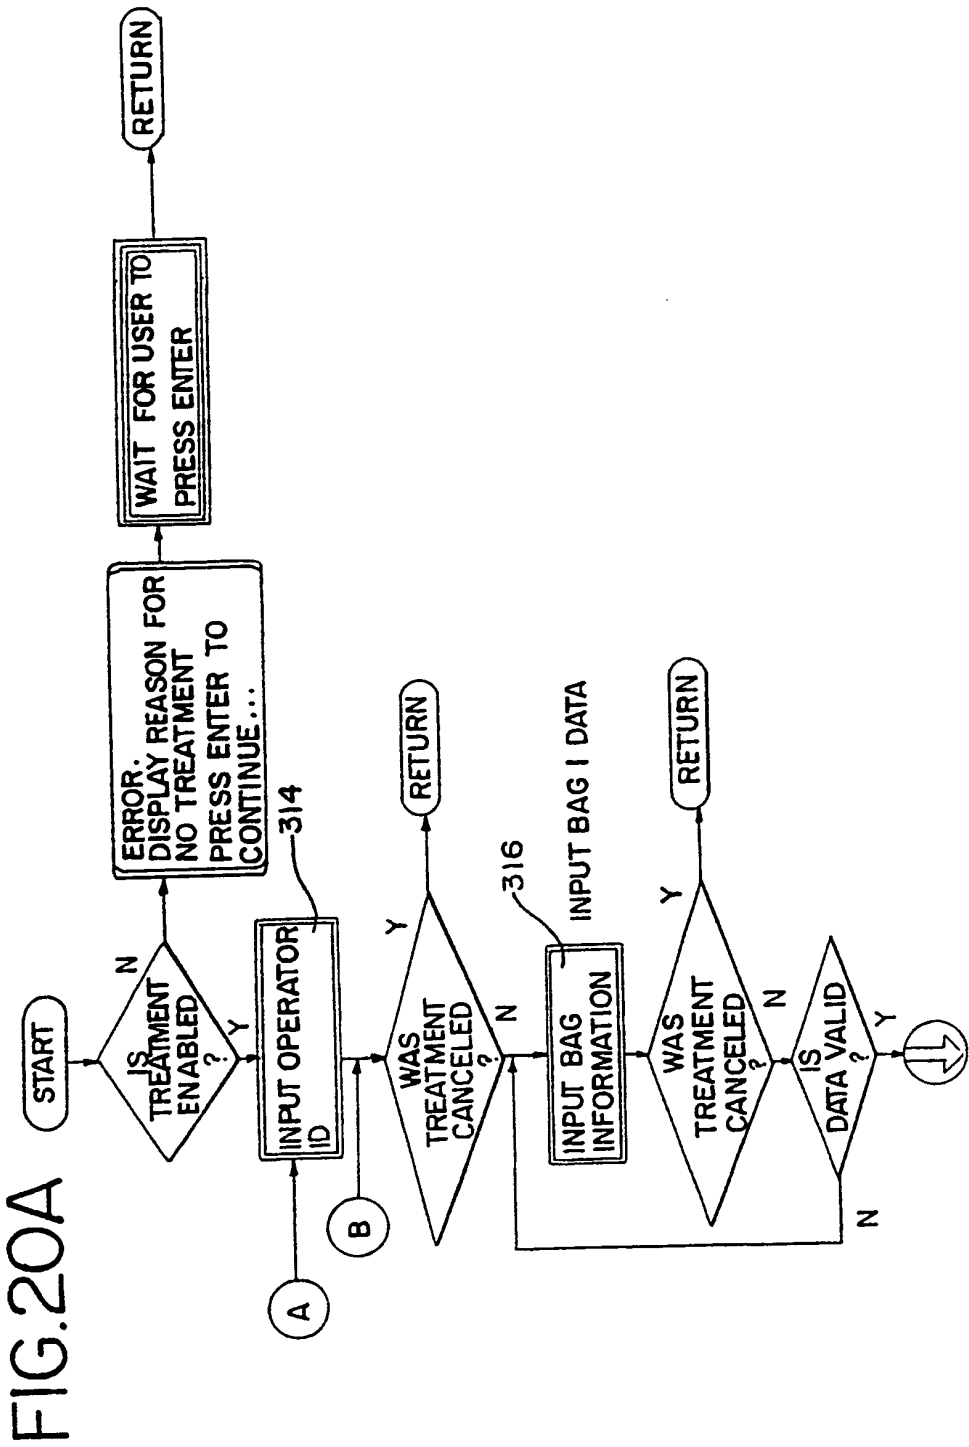 FIG.20A
START
IS
TREATMENT
ENABLED
?
N
Y
ERROR.
DISPLAY REASON FOR
NO TREATMENT
PRESS ENTER TO
CONTINUE...
WAIT FOR USER TO
PRESS ENTER
RETURN
A
INPUT OPERATOR
ID
314
B
WAS
TREATMENT
CANCELED
?
Y
RETURN
N
INPUT BAG
INFORMATION
316
INPUT BAG 1 DATA
WAS
TREATMENT
CANCELED
?
Y
RETURN
N
IS
DATA VALID
?
N
Y